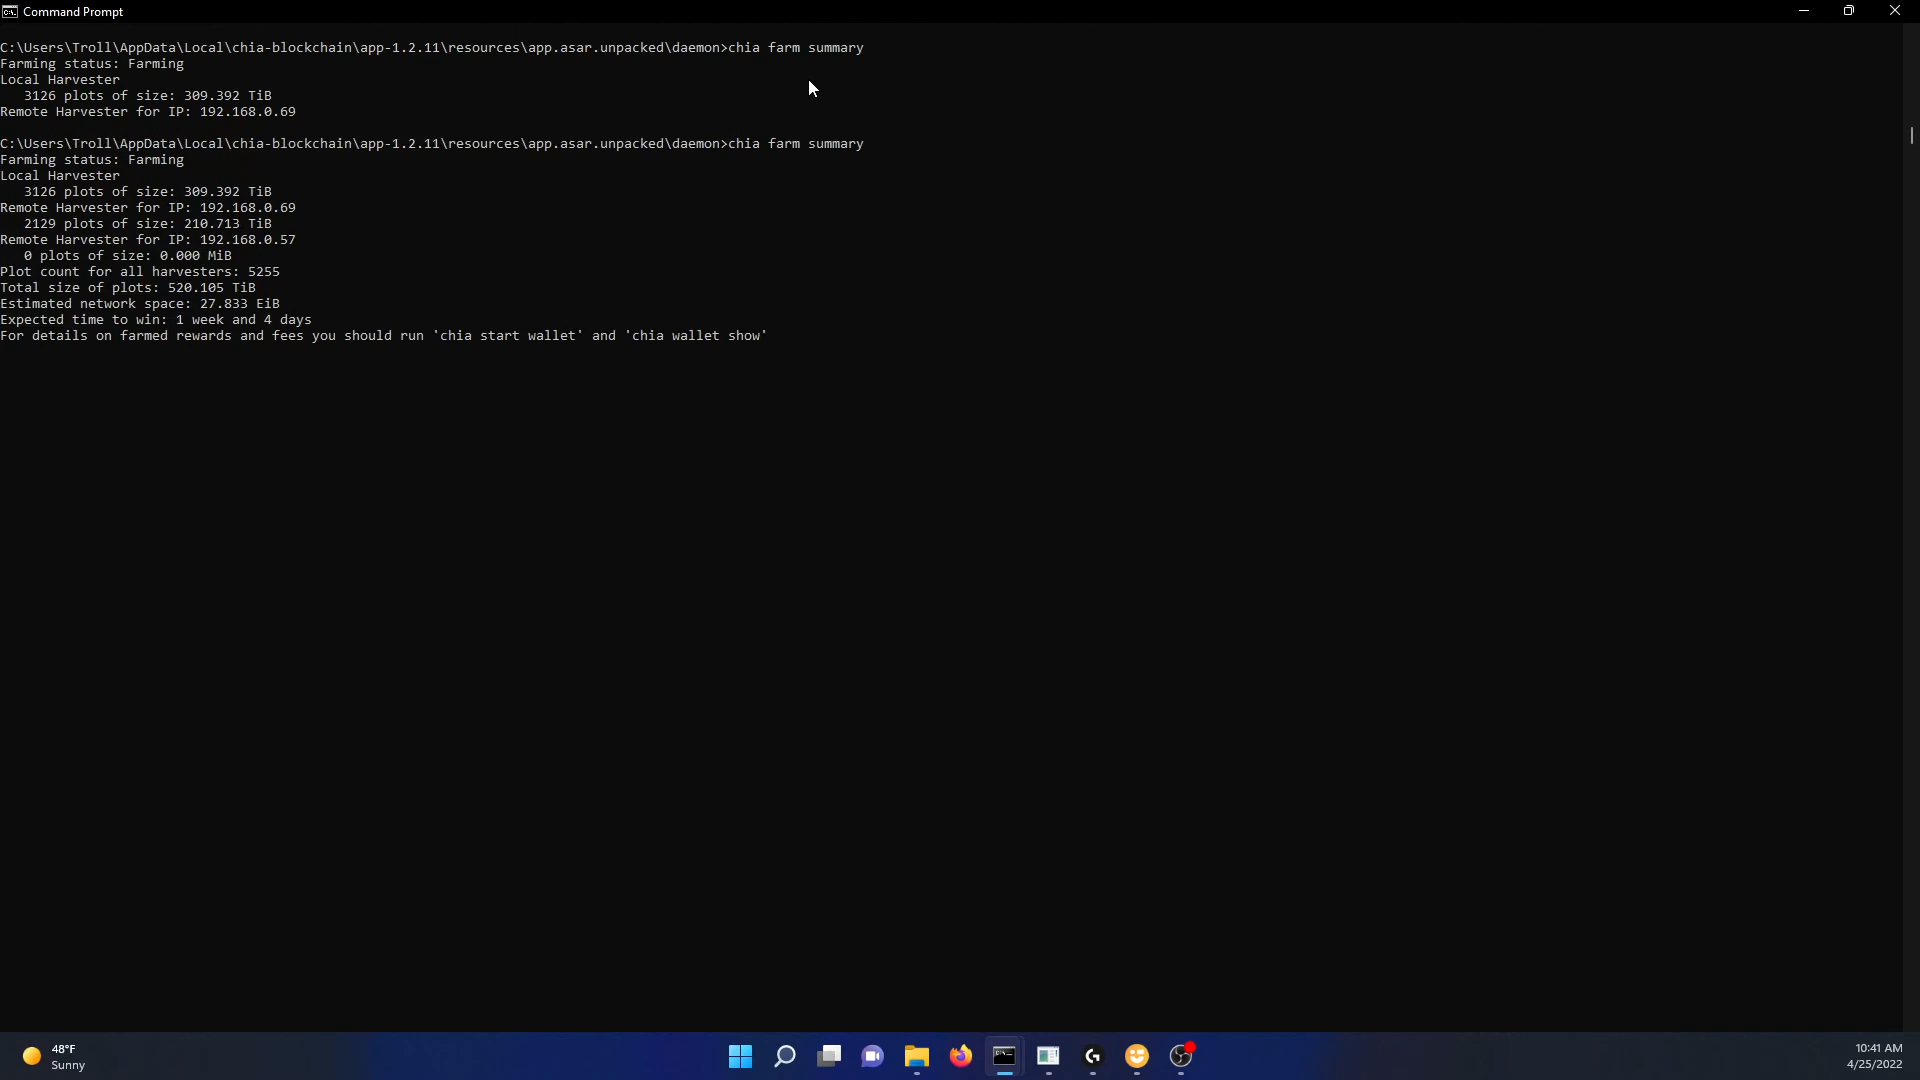 Command Prompt
C:\Users\Troll\AppData\Local\chia-blockchain\app-1.2.11\resources\app.asar.unpacked\daemon>chia farm summary
Farming status: Farming
Local Harvester
   3126 plots of size: 309.392 TiB
Remote Harvester for IP: 192.168.0.69
C:\Users\Troll\AppData\Local\chia-blockchain\app-1.2.11\resources\app.asar.unpacked\daemon>chia farm summary
Farming status: Farming
Local Harvester
   3126 plots of size: 309.392 TiB
Remote Harvester for IP: 192.168.0.69
   2129 plots of size: 210.713 TiB
Remote Harvester for IP: 192.168.0.57
   0 plots of size: 0.000 MiB
Plot count for all harvesters: 5255
Total size of plots: 520.105 TiB
Estimated network space: 27.833 EiB
Expected time to win: 1 week and 4 days
For details on farmed rewards and fees you should run 'chia start wallet' and 'chia wallet show'
48°F
Sunny
10:41 AM
4/25/2022